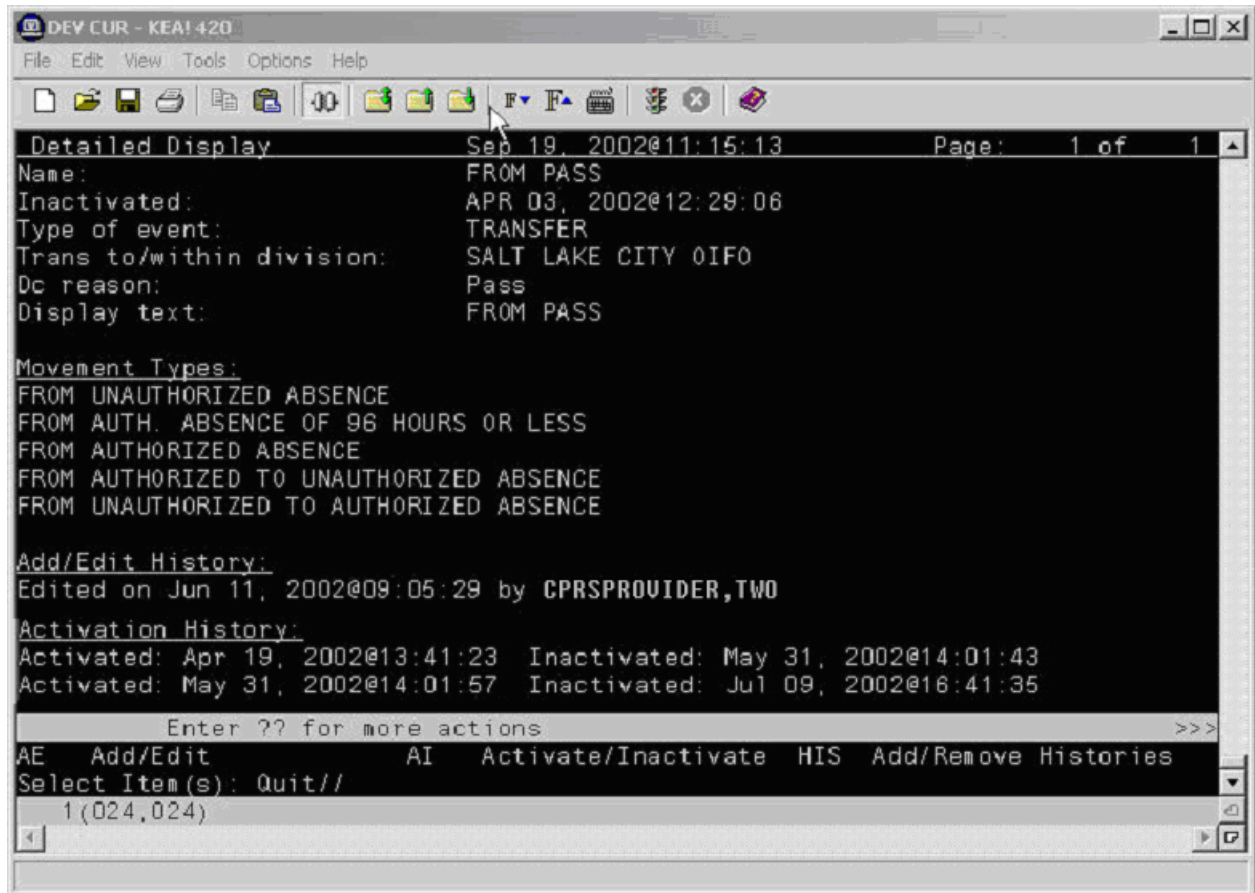 DEV CUR - KEA! 420
File Edit View Tools Options Help
Detailed Display Sep 19, 2002@11:15:13 Page: 1 of 1
Name: FROM PASS
Inactivated: APR 03, 2002@12:29:06
Type of event: TRANSFER
Trans to/within division: SALT LAKE CITY OIFO
Dc reason: Pass
Display text: FROM PASS
Movement Types:
FROM UNAUTHORIZED ABSENCE
FROM AUTH. ABSENCE OF 96 HOURS OR LESS
FROM AUTHORIZED ABSENCE
FROM AUTHORIZED TO UNAUTHORIZED ABSENCE
FROM UNAUTHORIZED TO AUTHORIZED ABSENCE
Add/Edit History:
Edited on Jun 11, 2002@09:05:29 by CPRSPROVIDER,TWO
Activation History:
Activated: Apr 19, 2002@13:41:23 Inactivated: May 31, 2002@14:01:43
Activated: May 31, 2002@14:01:57 Inactivated: Jul 09, 2002@16:41:35
Enter ?? for more actions >>>
AE Add/Edit AI Activate/Inactivate HIS Add/Remove Histories
Select Item(s): Quit//
1(024,024)